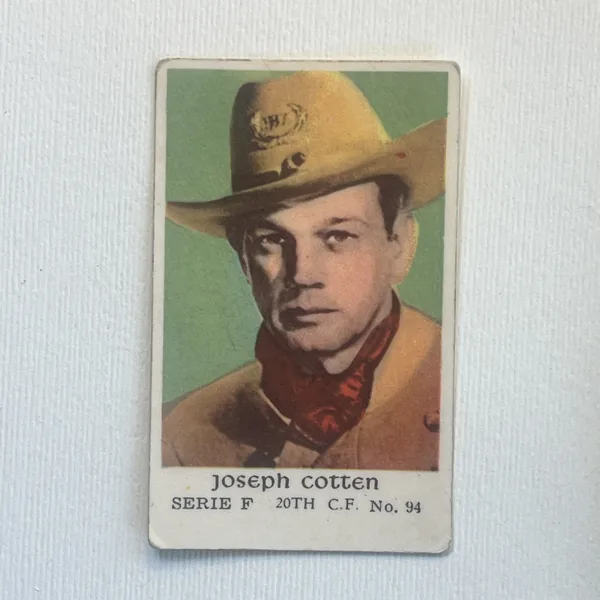 Joseph Cotten
SERIE F 20TH C.F. No. 94